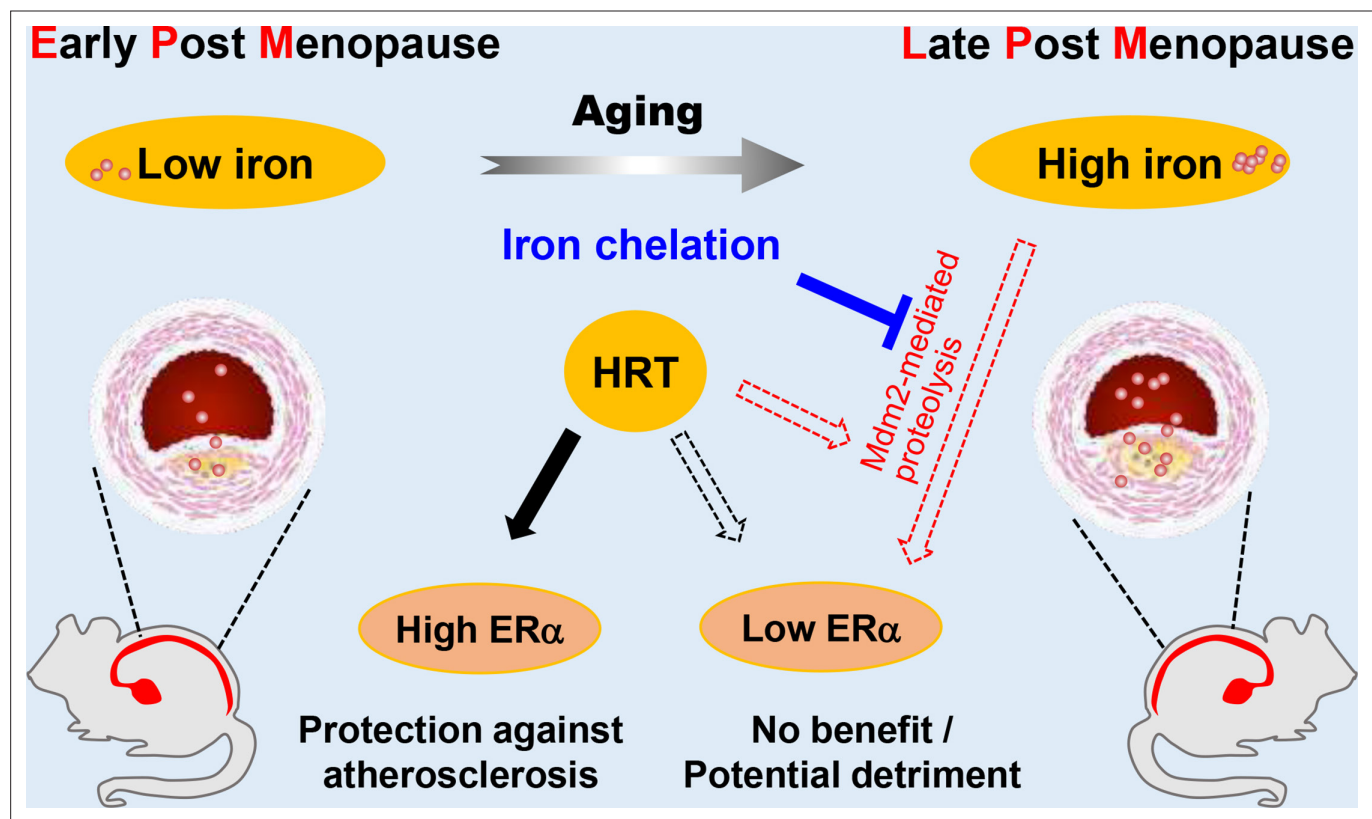 Early Post Menopause
Late Post Menopause
Aging
Low iron
High iron
Iron chelation
Mdm2-mediated
proteolysis
HRT
High ERα
Low ERα
Protection against
atherosclerosis
No benefit /
Potential detriment